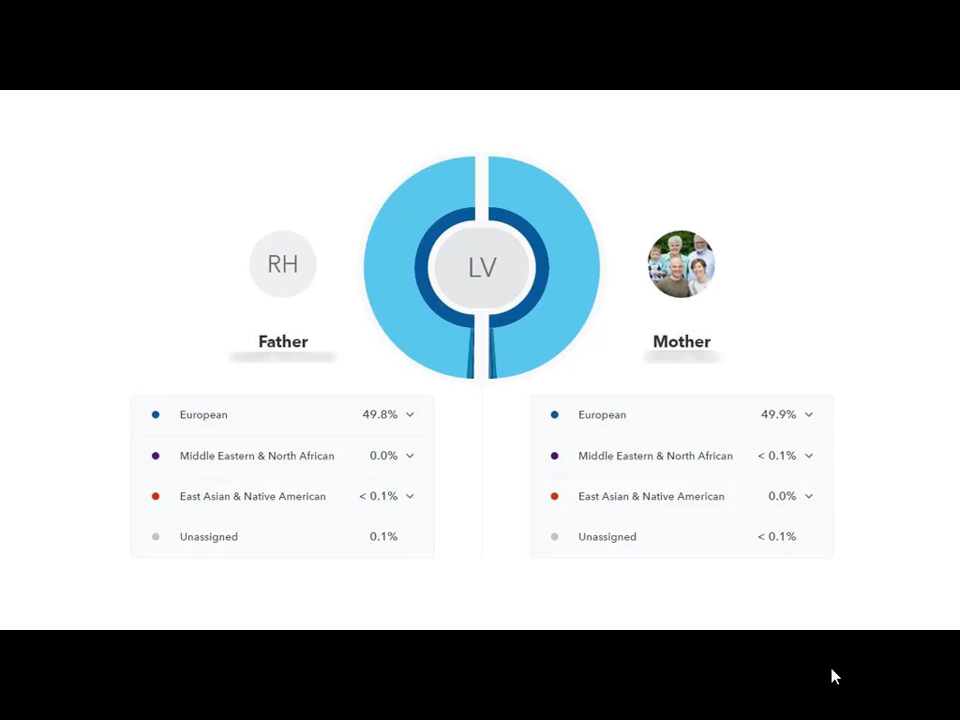 RH
LV
Father
Mother
European 49.8%
Middle Eastern & North African 0.0%
East Asian & Native American < 0.1%
Unassigned 0.1%
European 49.9%
Middle Eastern & North African < 0.1%
East Asian & Native American 0.0%
Unassigned < 0.1%